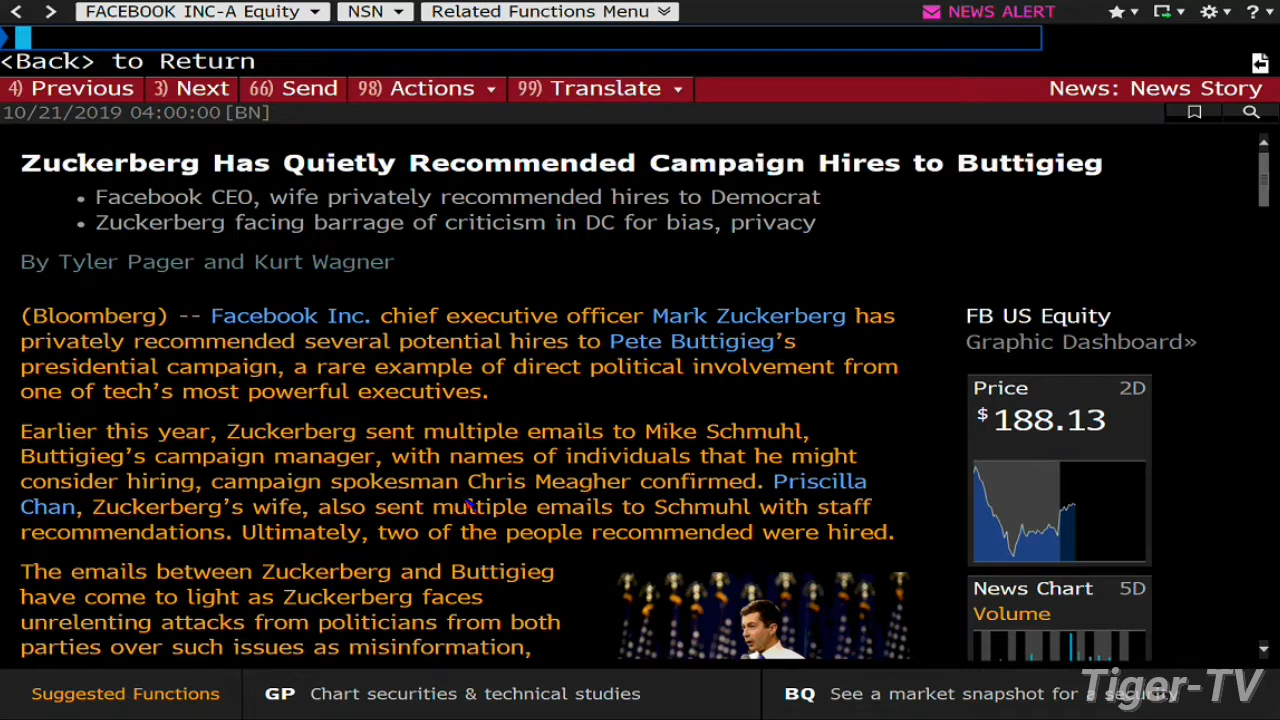 FACEBOOK INC-A Equity NSN Related Functions Menu NEWS ALERT ?
<Back> to Return
4) Previous 3) Next 66) Send 98) Actions 99) Translate News: News Story
10/21/2019 04:00:00 [BN]
Zuckerberg Has Quietly Recommended Campaign Hires to Buttigieg
• Facebook CEO, wife privately recommended hires to Democrat
• Zuckerberg facing barrage of criticism in DC for bias, privacy
By Tyler Pager and Kurt Wagner
(Bloomberg) -- Facebook Inc. chief executive officer Mark Zuckerberg has
privately recommended several potential hires to Pete Buttigieg's
presidential campaign, a rare example of direct political involvement from
one of tech's most powerful executives.
Earlier this year, Zuckerberg sent multiple emails to Mike Schmuhl,
Buttigieg's campaign manager, with names of individuals that he might
consider hiring, campaign spokesman Chris Meagher confirmed. Priscilla
Chan, Zuckerberg's wife, also sent multiple emails to Schmuhl with staff
recommendations. Ultimately, two of the people recommended were hired.
The emails between Zuckerberg and Buttigieg
have come to light as Zuckerberg faces
unrelenting attacks from politicians from both
parties over such issues as misinformation,
FB US Equity
Graphic Dashboard»
Price 2D
$188.13
News Chart 5D
Volume
Suggested Functions GP Chart securities & technical studies BQ See a market snapshot for a security
Tiger-TV